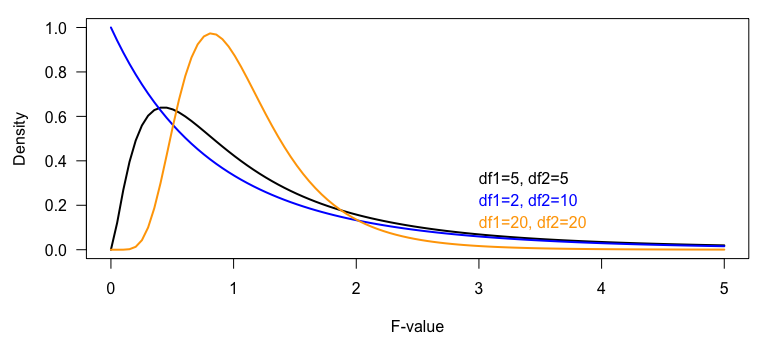 1.0
0.8
0.6
0.4
0.2
0.0
Density
df1=5, df2=5
df1=2, df2=10
df1=20, df2=20
0 1 2 3 4 5
F-value